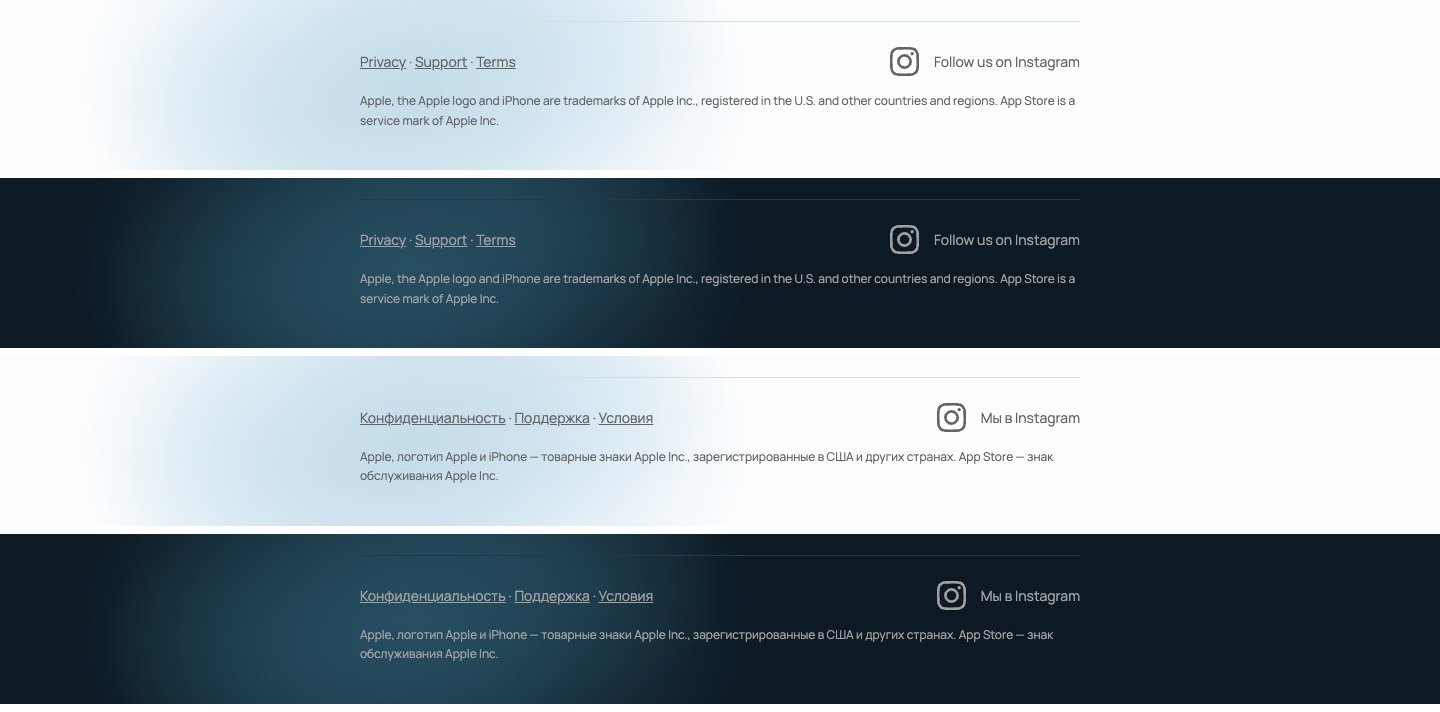 Privacy · Support · Terms
Follow us on Instagram
Apple, the Apple logo and iPhone are trademarks of Apple Inc., registered in the U.S. and other countries and regions. App Store is a
service mark of Apple Inc.
Privacy · Support · Terms
Follow us on Instagram
Apple, the Apple logo and iPhone are trademarks of Apple Inc., registered in the U.S. and other countries and regions. App Store is a
service mark of Apple Inc.
Конфиденциальность · Поддержка · Условия
Мы в Instagram
Apple, логотип Apple и iPhone — товарные знаки Apple Inc., зарегистрированные в США и других странах. App Store — знак
обслуживания Apple Inc.
Конфиденциальность · Поддержка · Условия
Мы в Instagram
Apple, логотип Apple и iPhone — товарные знаки Apple Inc., зарегистрированные в США и других странах. App Store — знак
обслуживания Apple Inc.